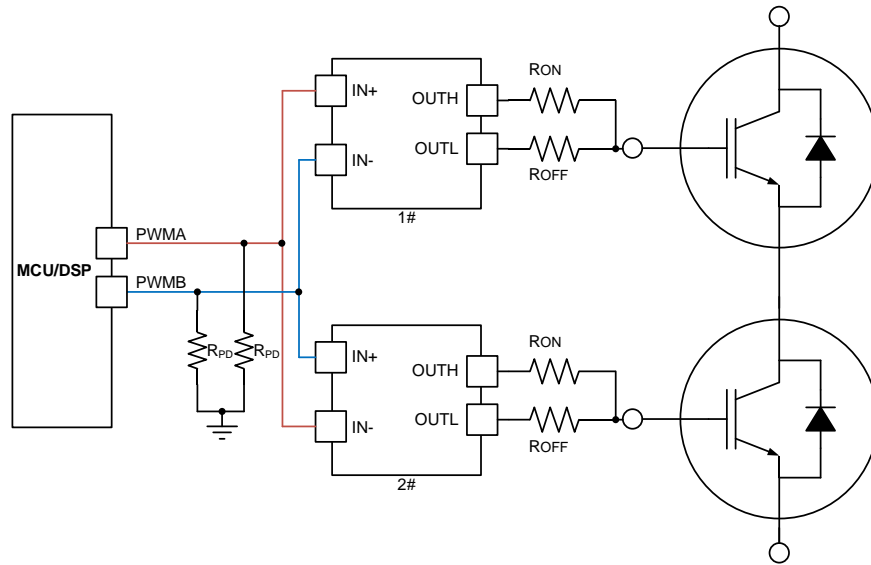 MCU/DSP
PWMA
PWMB
RPD
RPD
IN+
IN-
OUTH
OUTL
1#
RON
ROFF
IN+
IN-
OUTH
OUTL
2#
RON
ROFF